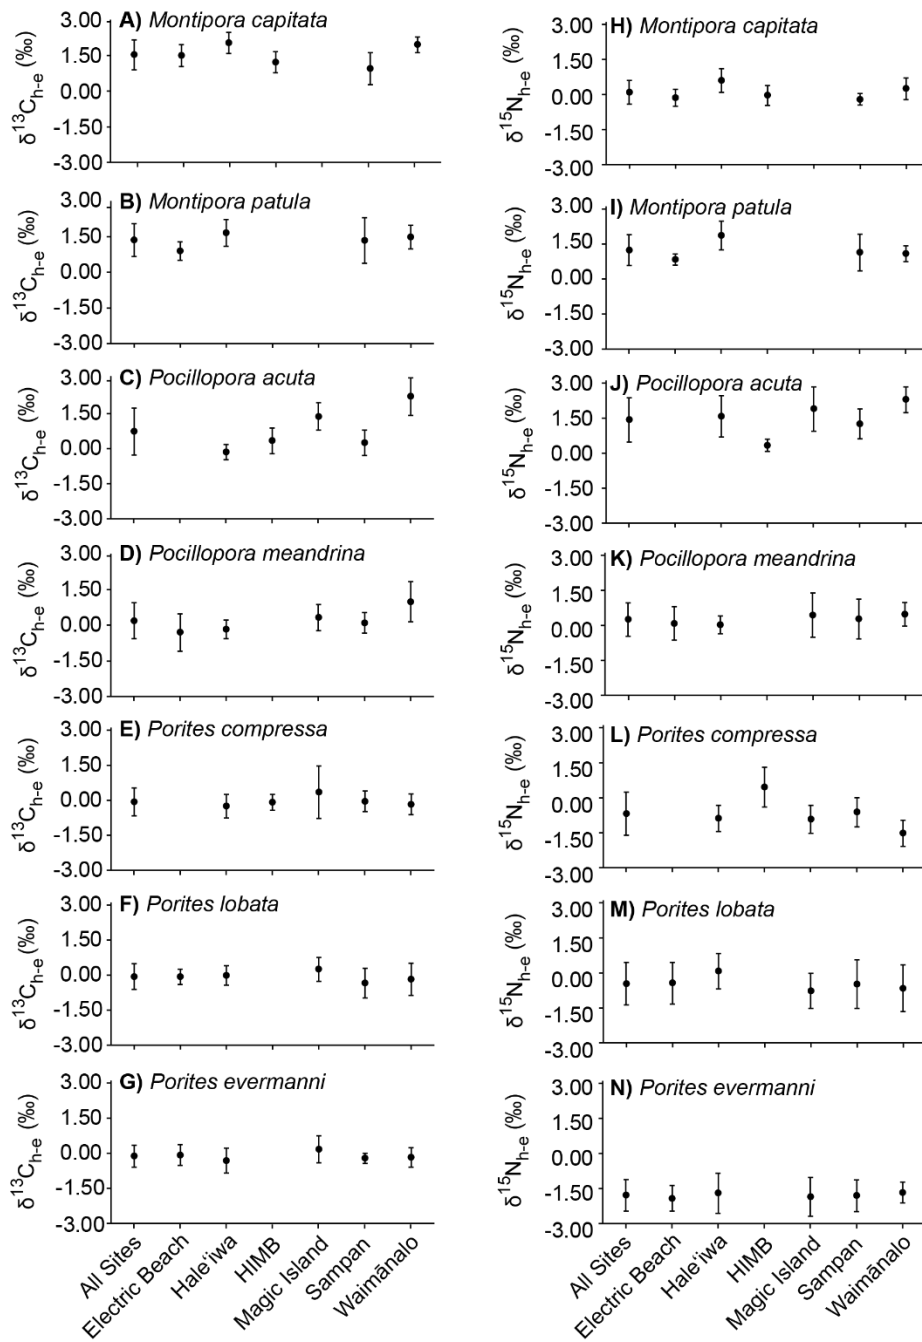 A) Montipora capitata
δ13Ch-e (‰)
3.00
1.50
0.00
-1.50
-3.00
B) Montipora patula
δ13Ch-e (‰)
3.00
1.50
0.00
-1.50
-3.00
C) Pocillopora acuta
δ13Ch-e (‰)
3.00
1.50
0.00
-1.50
-3.00
D) Pocillopora meandrina
δ13Ch-e (‰)
3.00
1.50
0.00
-1.50
-3.00
E) Porites compressa
δ13Ch-e (‰)
3.00
1.50
0.00
-1.50
-3.00
F) Porites lobata
δ13Ch-e (‰)
3.00
1.50
0.00
-1.50
-3.00
G) Porites evermanni
δ13Ch-e (‰)
3.00
1.50
0.00
-1.50
-3.00
All Sites
Electric Beach
Hale‘iwa
HIMB
Magic Island
Sampan
Waimānalo
H) Montipora capitata
δ15Nh-e (‰)
3.00
1.50
0.00
-1.50
-3.00
I) Montipora patula
δ15Nh-e (‰)
3.00
1.50
0.00
-1.50
-3.00
J) Pocillopora acuta
δ15Nh-e (‰)
3.00
1.50
0.00
-1.50
-3.00
K) Pocillopora meandrina
δ15Nh-e (‰)
3.00
1.50
0.00
-1.50
-3.00
L) Porites compressa
δ15Nh-e (‰)
3.00
1.50
0.00
-1.50
-3.00
M) Porites lobata
δ15Nh-e (‰)
3.00
1.50
0.00
-1.50
-3.00
N) Porites evermanni
δ15Nh-e (‰)
3.00
1.50
0.00
-1.50
-3.00
All Sites
Electric Beach
Hale‘iwa
HIMB
Magic Island
Sampan
Waimānalo